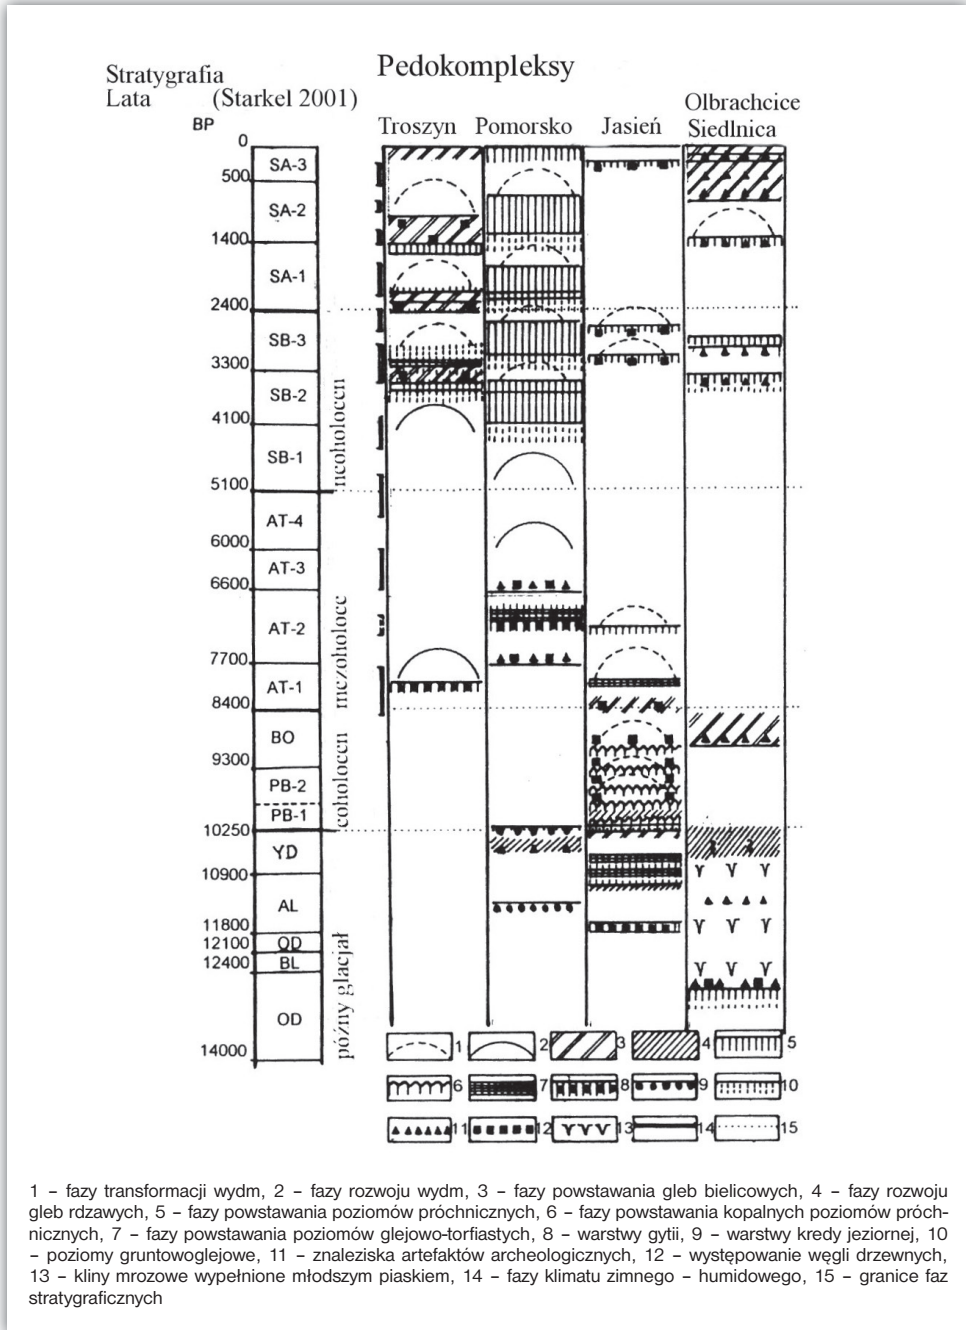 Pedokompleksy
Stratygrafia
Lata (Starkel 2001)
BP
Troszyn Pomorsko Jasień Olbrachcice
Siedlnica
0
SA-3
500
SA-2
1400
SA-1
2400
SB-3
3300
SB-2
4100
SB-1
5100
AT-4
6000
AT-3
6600
AT-2
7700
AT-1
8400
BO
9300
PB-2
PB-1
10250
YD
10900
AL
11800
OD
12100
BL
12400
OD
14000
późny glacjał
1 2 3 4 5
6 7 8 9 10
11 12 13 14 15
1 – fazy transformacji wydm, 2 – fazy rozwoju wydm, 3 – fazy powstawania gleb bielicowych, 4 – fazy rozwoju
gleb rdzawych, 5 – fazy powstawania poziomów próchnicznych, 6 – fazy powstawania kopalnych poziomów próch-
nicznych, 7 – fazy powstawania poziomów glejowo-torfiastych, 8 – warstwy gytii, 9 – warstwy kredy jeziornej, 10
– poziomy gruntowoglejowe, 11 – znaleziska artefaktów archeologicznych, 12 – występowanie węgli drzewnych,
13 – kliny mrozowe wypełnione młodszym piaskiem, 14 – fazy klimatu zimnego – humidowego, 15 – granice faz
stratygraficznych